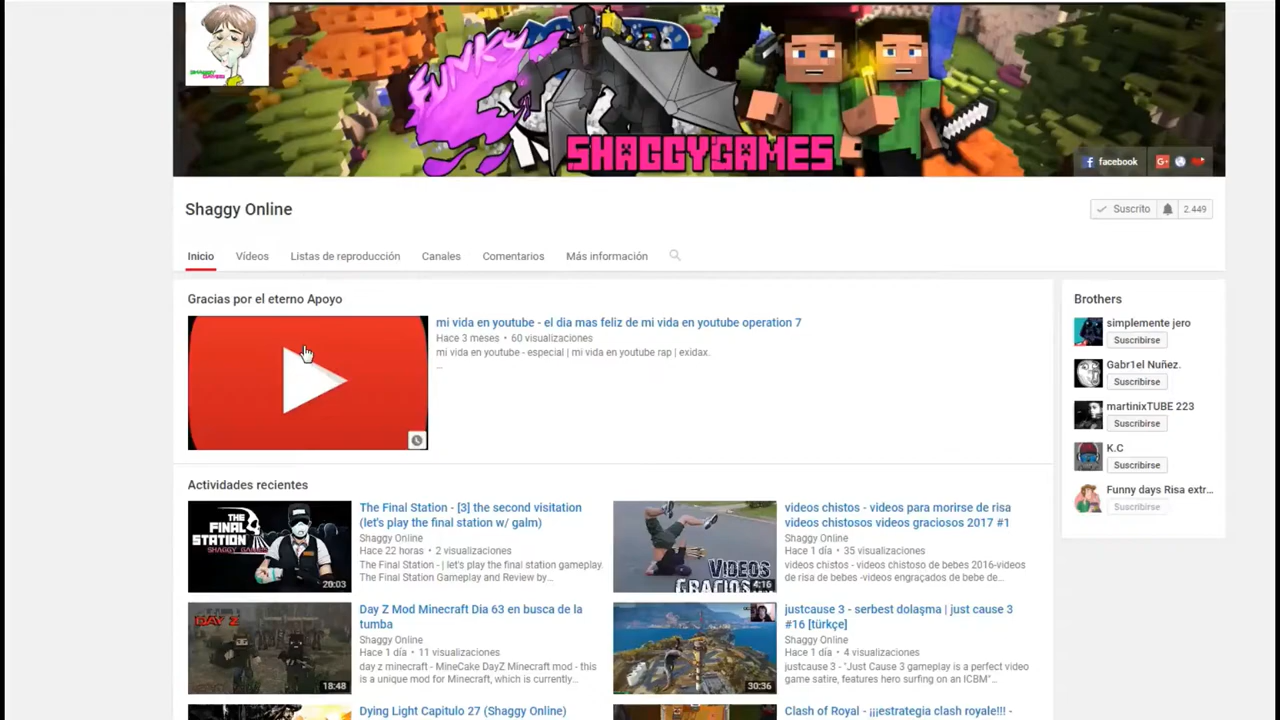 SHAGGYGAMES
facebook
Shaggy Online
Suscrito 2.449
Inicio Vídeos Listas de reproducción Canales Comentarios Más información
Gracias por el eterno Apoyo
mi vida en youtube - el dia mas feliz de mi vida en youtube operation 7
Hace 3 meses • 60 visualizaciones
mi vida en youtube - especial | mi vida en youtube rap | exidax.
...
Actividades recientes
THE FINAL STATION
SHAGGY GAMES
20:03
The Final Station - [3] the second visitation
(let's play the final station w/ galm)
Shaggy Online
Hace 22 horas • 2 visualizaciones
The Final Station - | let's play the final station gameplay.
The Final Station Gameplay and Review by...
VIDEOS
GRACIOSOS
4:16
videos chistos - videos para morirse de risa
videos chistosos videos graciosos 2017 #1
Shaggy Online
Hace 1 día • 35 visualizaciones
videos chistos - videos chistoso de bebes 2016-videos
de risa de bebes -videos engraçados de bebe de...
DAY Z
18:48
Day Z Mod Minecraft Dia 63 en busca de la
tumba
Shaggy Online
Hace 1 día • 11 visualizaciones
day z minecraft - MineCake DayZ Minecraft mod - this
is a unique mod for Minecraft, which is currently...
30:36
justcause 3 - serbest dolaşma | just cause 3
#16 [türkçe]
Shaggy Online
Hace 1 día • 4 visualizaciones
justcause 3 - "Just Cause 3 gameplay is a perfect video
game satire, features hero surfing on an ICBM"...
Dying Light Capitulo 27 (Shaggy Online)
Clash of Royal - ¡¡¡estrategia clash royale!!! -
Brothers
simplemente jero
Suscribirse
Gabr1el Nuñez.
Suscribirse
martinixTUBE 223
Suscribirse
K.C
Suscribirse
Funny days Risa extr...
Suscribirse